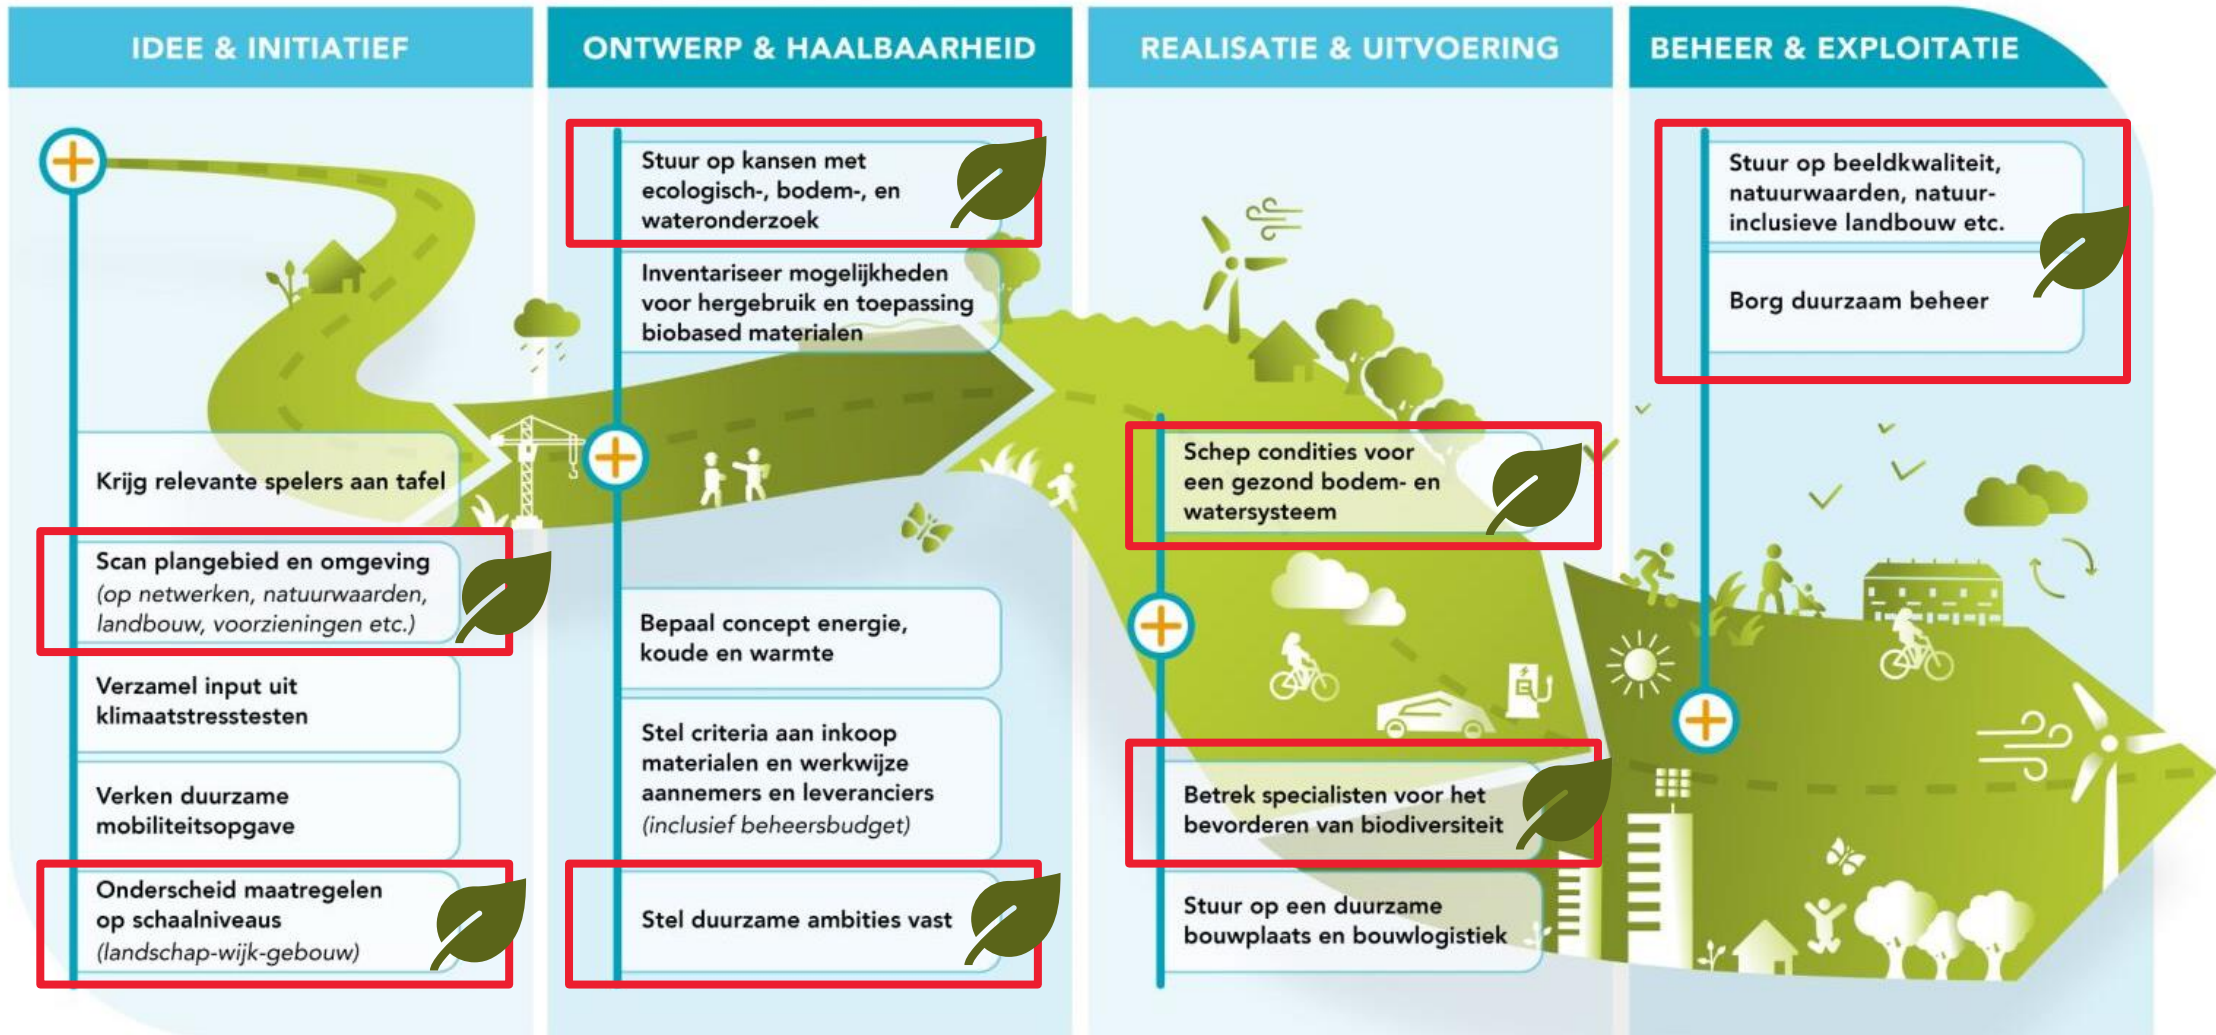 IDEE & INITIATIEF
Krijg relevante spelers aan tafel
Scan plangebied en omgeving
(op netwerken, natuurwaarden,
landbouw, voorzieningen etc.)
Verzamel input uit
klimaatstresstesten
Verken duurzame
mobiliteitsopgave
Onderscheid maatregelen
op schaalniveaus
(landschap-wijk-gebouw)
ONTWERP & HAALBAARHEID
Stuur op kansen met
ecologisch-, bodem-, en
wateronderzoek
Inventariseer mogelijkheden
voor hergebruik en toepassing
biobased materialen
Bepaal concept energie,
koude en warmte
Stel criteria aan inkoop
materialen en werkwijze
aannemers en leveranciers
(inclusief beheersbudget)
Stel duurzame ambities vast
REALISATIE & UITVOERING
Schep condities voor
een gezond bodem- en
watersysteem
Betrek specialisten voor het
bevorderen van biodiversiteit
Stuur op een duurzame
bouwplaats en bouwlogistiek
BEHEER & EXPLOITATIE
Stuur op beeldkwaliteit,
natuurwaarden, natuur-
inclusieve landbouw etc.
Borg duurzaam beheer